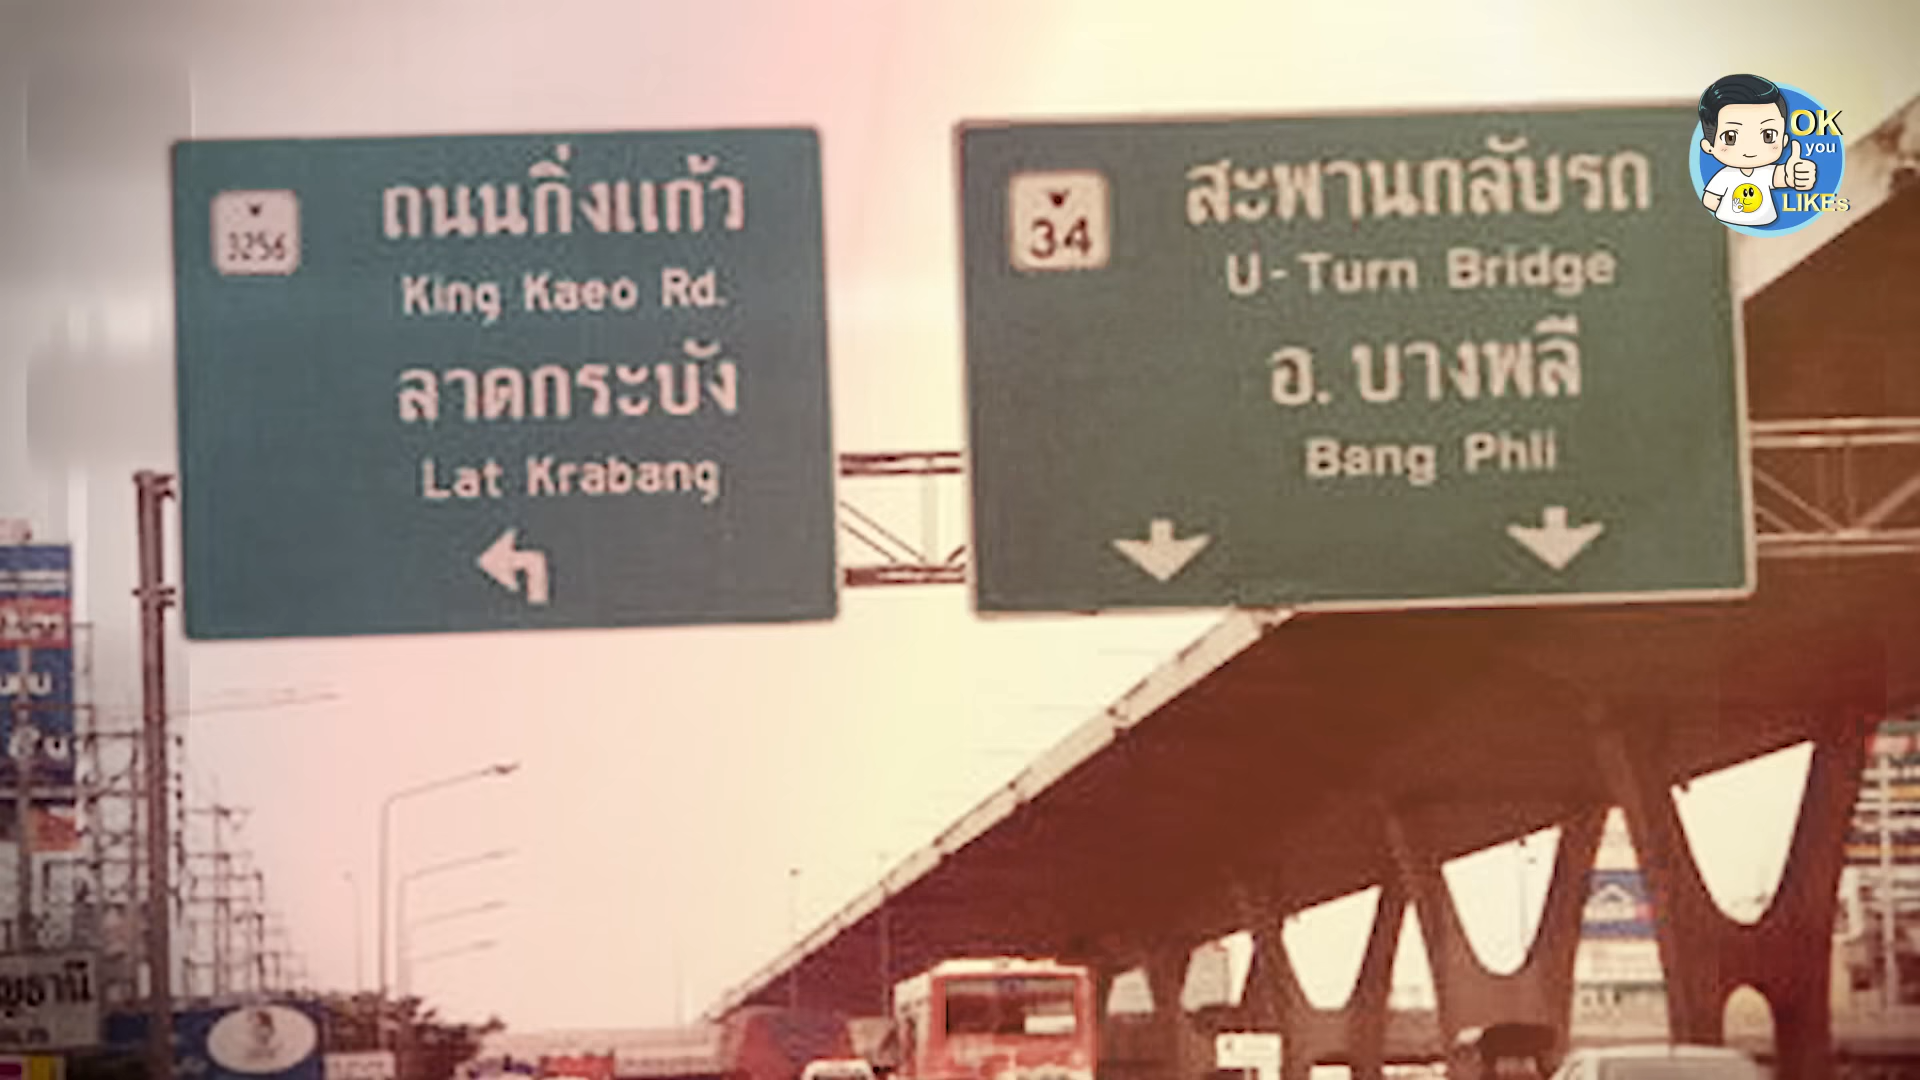 3256
ถนนกิ่งแก้ว
King Kaeo Rd.
ลาดกระบัง
Lat Krabang
34
สะพานกลับรถ
U-Turn Bridge
อ. บางพลี
Bang Phli
OK
you
LIKEs